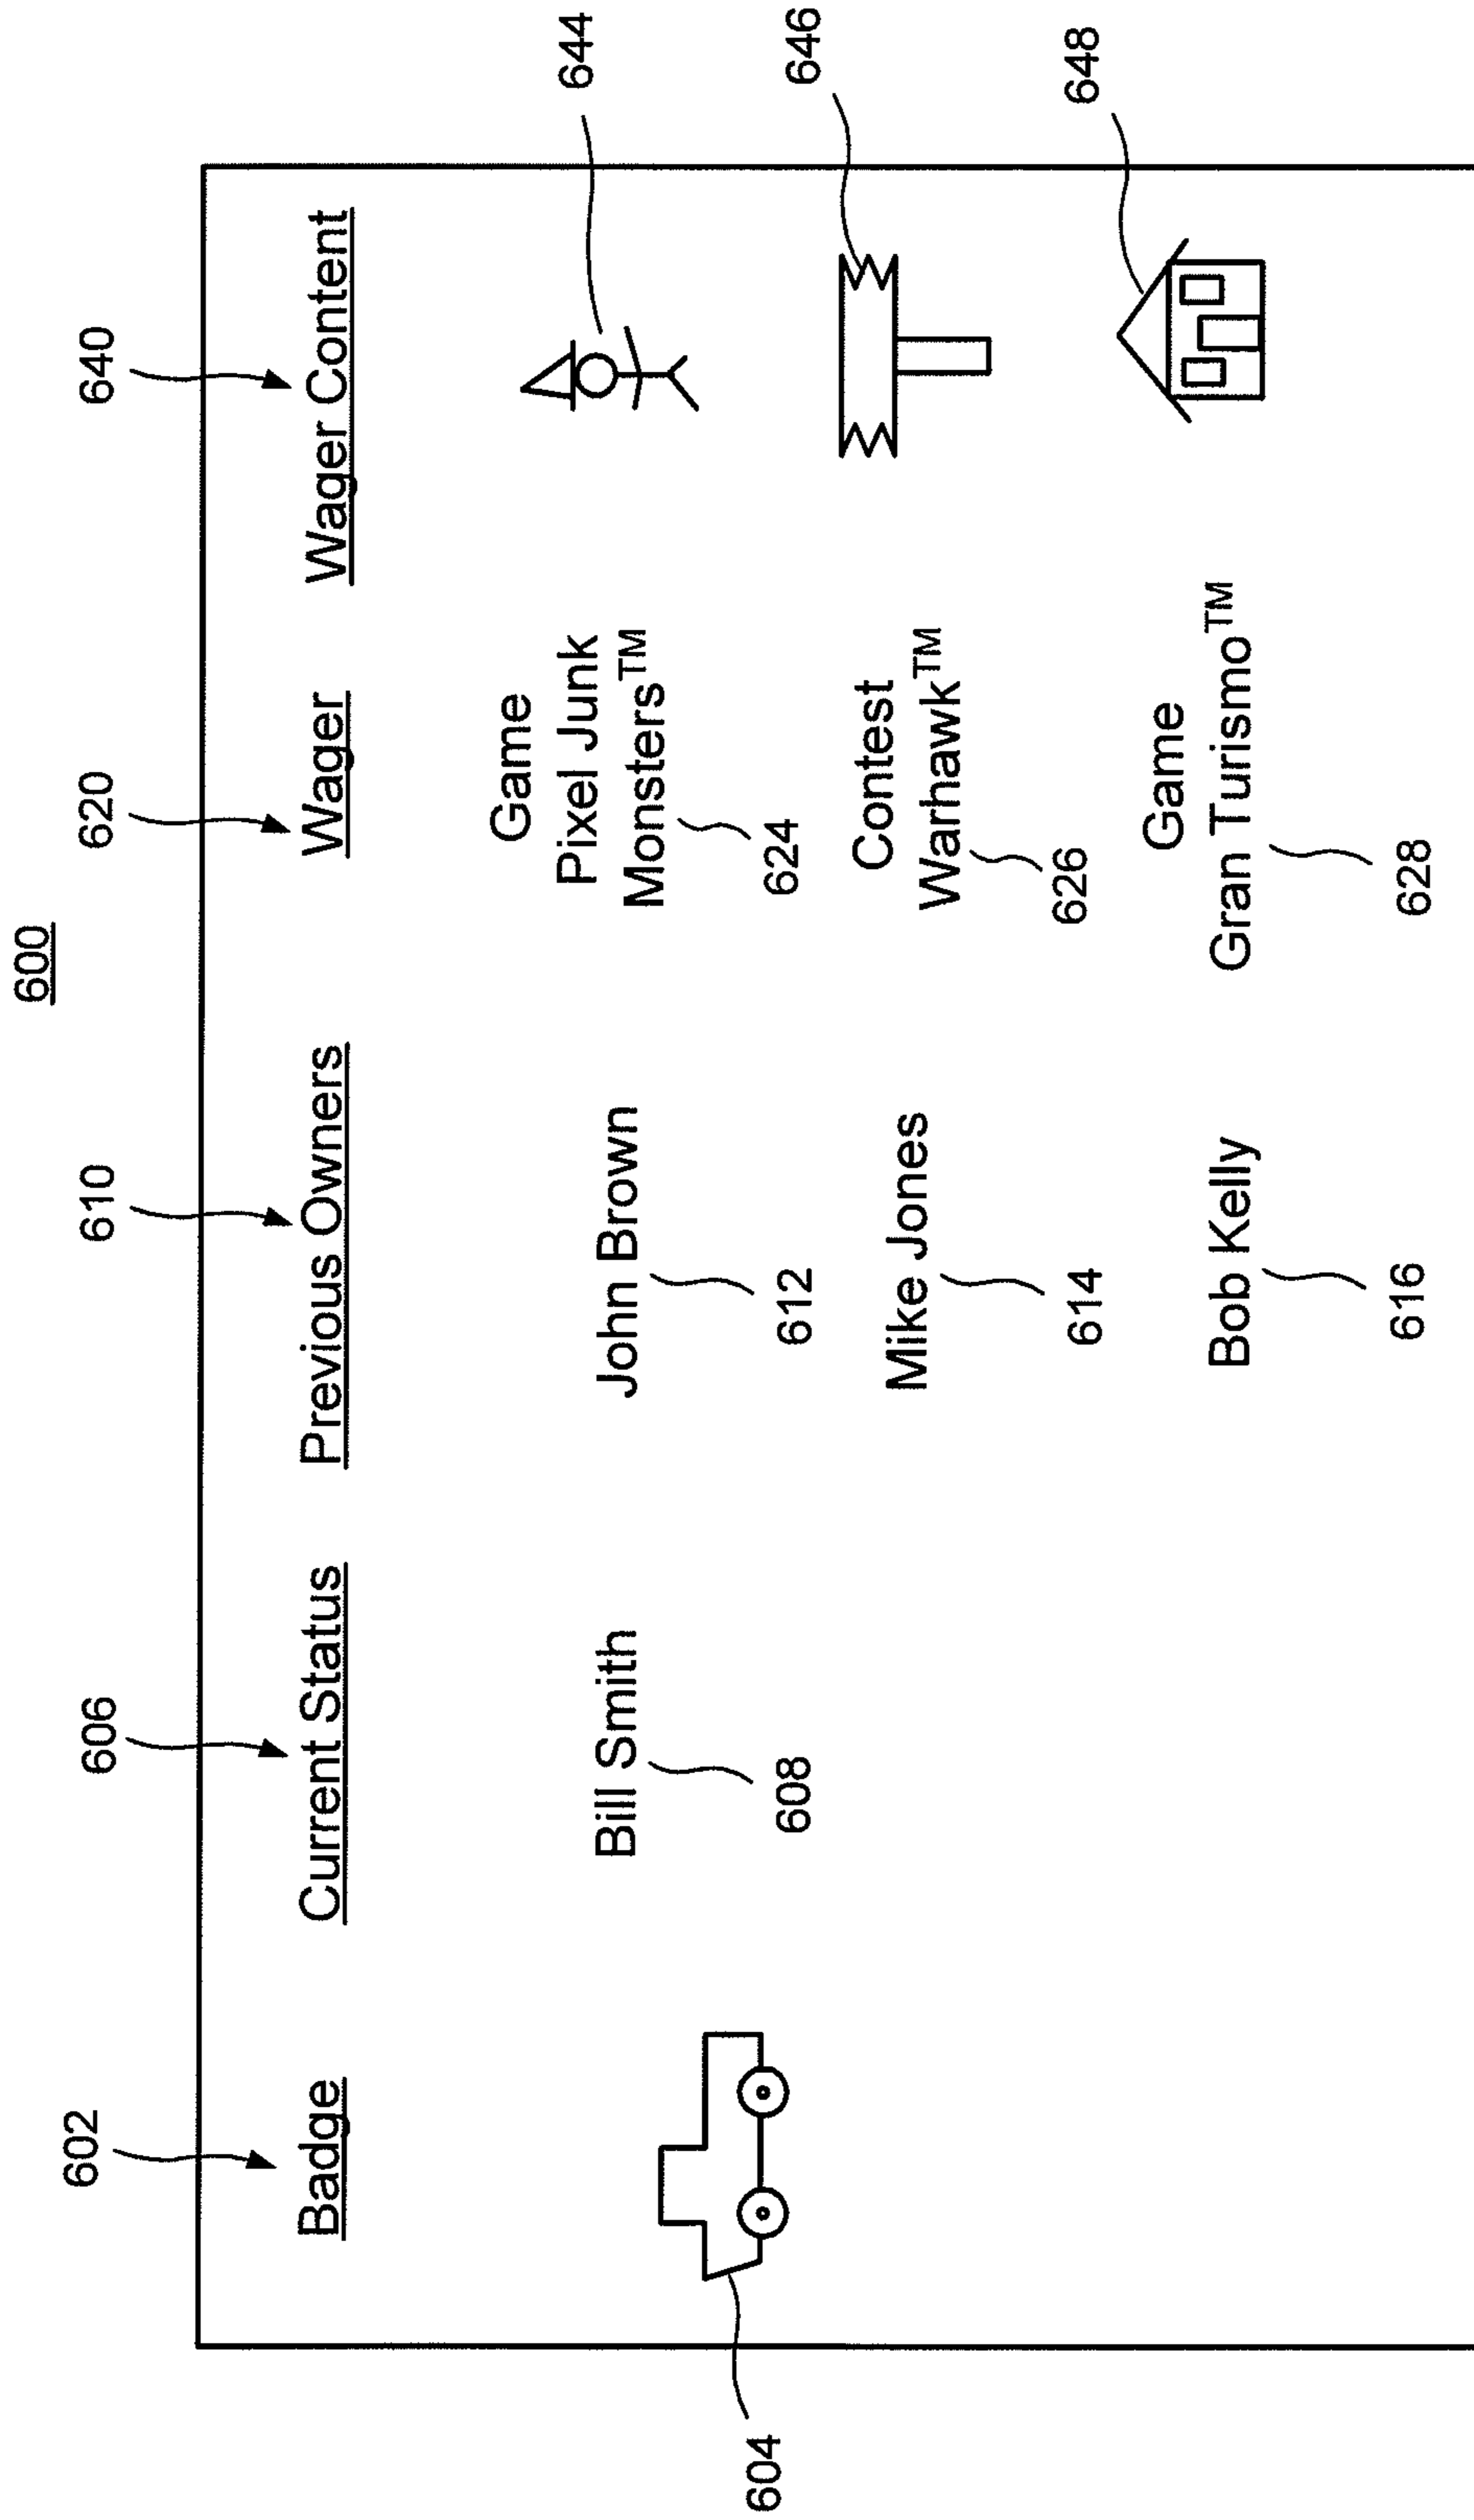 600
602
606
610
620
640
Badge
Current Status
Previous Owners
Wager
Wager Content
604
Bill Smith
608
John Brown
612
Game
Pixel Junk
Monsters™
624
644
Mike Jones
614
Contest
Warhawk™
626
646
Bob Kelly
616
Game
Gran Turismo™
628
648